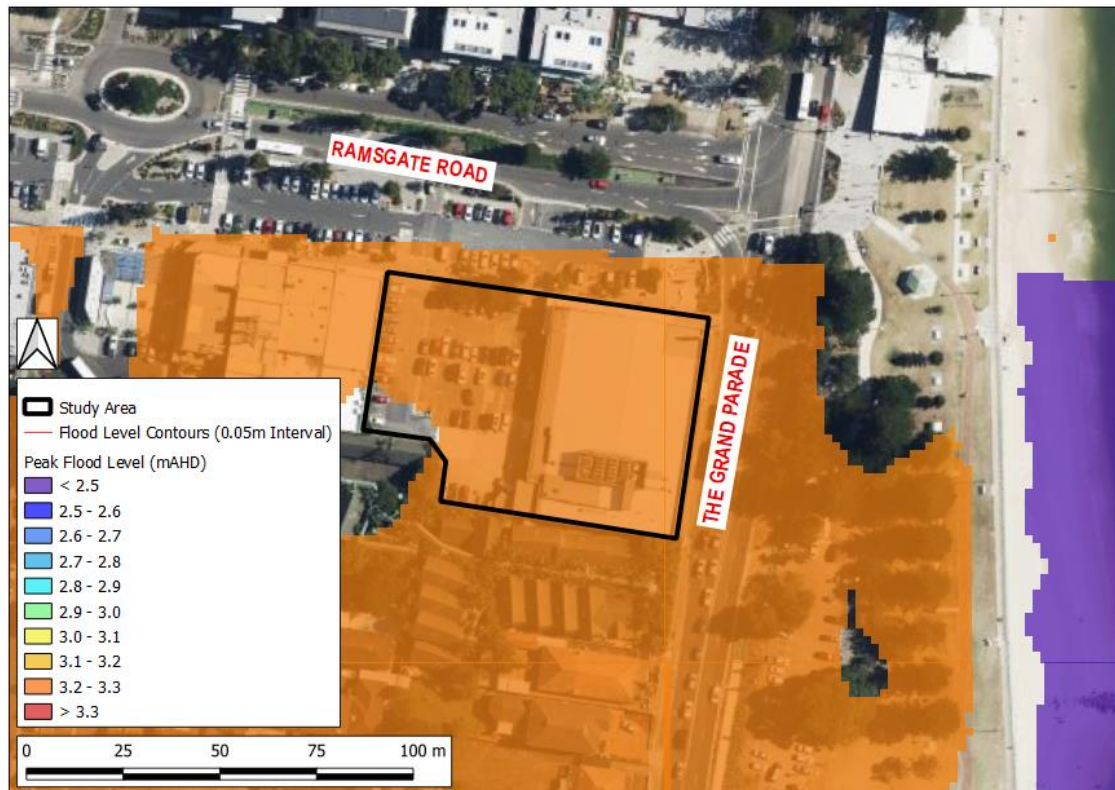 RAMSGATE ROAD
THE GRAND PARADE
Study Area
Flood Level Contours (0.05m Interval)
Peak Flood Level (mAHD)
< 2.5
2.5 - 2.6
2.6 - 2.7
2.7 - 2.8
2.8 - 2.9
2.9 - 3.0
3.0 - 3.1
3.1 - 3.2
3.2 - 3.3
> 3.3
0 25 50 75 100 m